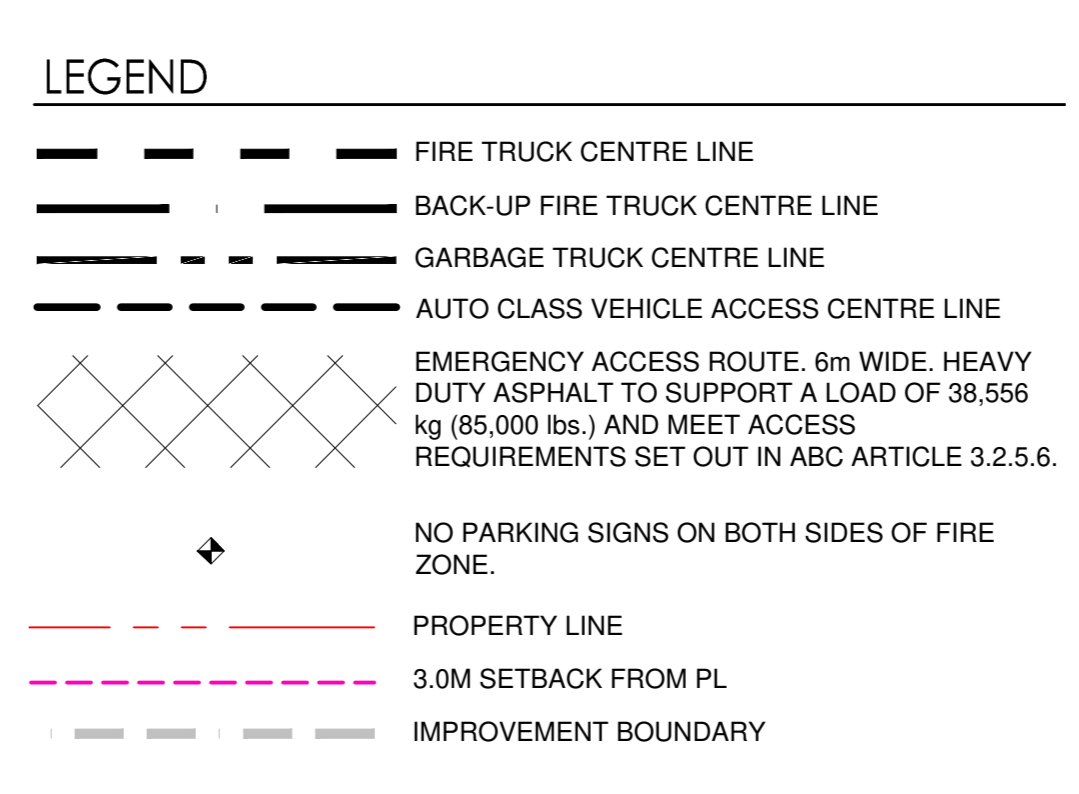 LEGEND
FIRE TRUCK CENTRE LINE
BACK-UP FIRE TRUCK CENTRE LINE
GARBAGE TRUCK CENTRE LINE
AUTO CLASS VEHICLE ACCESS CENTRE LINE
EMERGENCY ACCESS ROUTE. 6m WIDE. HEAVY
DUTY ASPHALT TO SUPPORT A LOAD OF 38,556
kg (85,000 lbs.) AND MEET ACCESS
REQUIREMENTS SET OUT IN ABC ARTICLE 3.2.5.6.
NO PARKING SIGNS ON BOTH SIDES OF FIRE
ZONE.
PROPERTY LINE
3.0M SETBACK FROM PL
IMPROVEMENT BOUNDARY